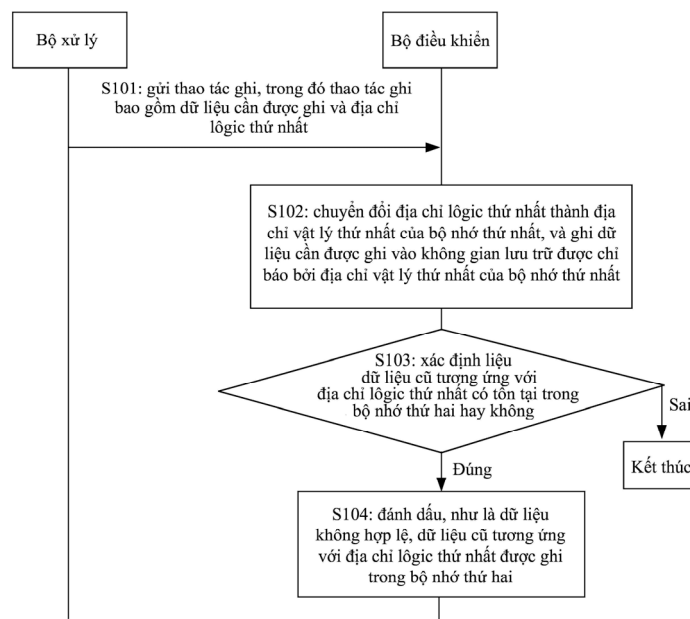 Bộ xử lý
Bộ điều khiển
S101: gửi thao tác ghi, trong đó thao tác ghi
bao gồm dữ liệu cần được ghi và địa chỉ
lôgic thứ nhất
S102: chuyển đổi địa chỉ lôgic thứ nhất thành địa
chỉ vật lý thứ nhất của bộ nhớ thứ nhất, và ghi dữ
liệu cần được ghi vào không gian lưu trữ được chỉ
báo bởi địa chỉ vật lý thứ nhất của bộ nhớ thứ nhất
S103: xác định liệu
dữ liệu cũ tương ứng với
địa chỉ lôgic thứ nhất có tồn tại trong
bộ nhớ thứ hai hay không
Sai
Kết thúc
Đúng
S104: đánh dấu, như là dữ liệu
không hợp lệ, dữ liệu cũ tương ứng
với địa chỉ lôgic thứ nhất được ghi
trong bộ nhớ thứ hai